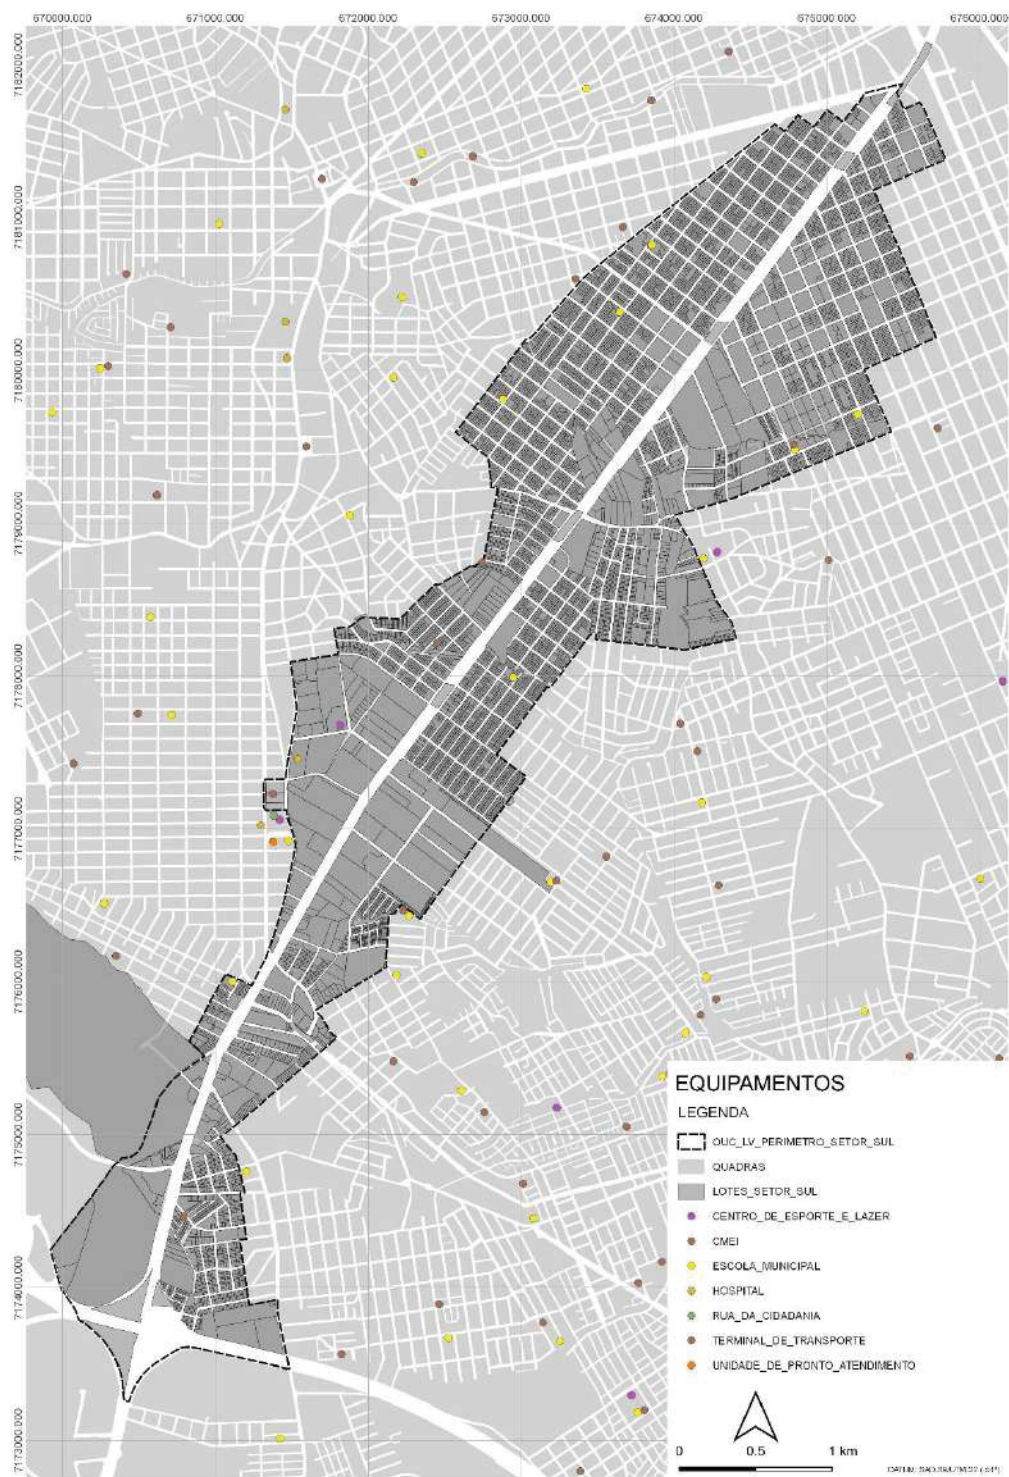 670000.000 671000.000 672000.000 673000.000 674000.000 675000.000 676000.000
7182000.000
7181000.000
7180000.000
7179000.000
7178000.000
7177000.000
7176000.000
7175000.000
7174000.000
7173000.000
EQUIPAMENTOS
LEGENDA
OUC_LV_PERIMETRO_SETOR_SUL
QUADRAS
LOTES_SETOR_SUL
CENTRO_DE_ESPORTE_E_LAZER
CMEI
ESCOLA_MUNICIPAL
HOSPITAL
RUA_DA_CIDADANIA
TERMINAL_DE_TRANSPORTE
UNIDADE_DE_PRONTO_ATENDIMENTO
0 0.5 1 km